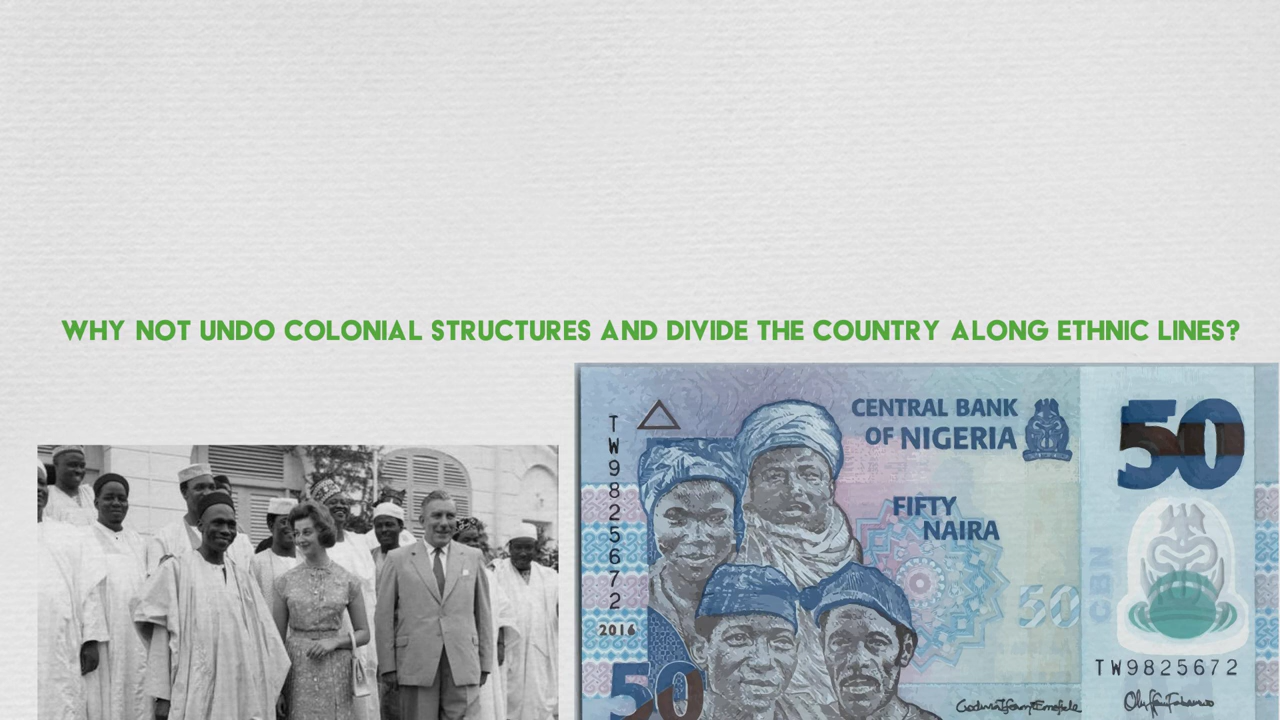 WHY NOT UNDO COLONIAL STRUCTURES AND DIVIDE THE COUNTRY ALONG ETHNIC LINES?
CENTRAL BANK
OF NIGERIA
50
TW9825672
FIFTY
NAIRA
50
CBN
2016
TW9825672
50